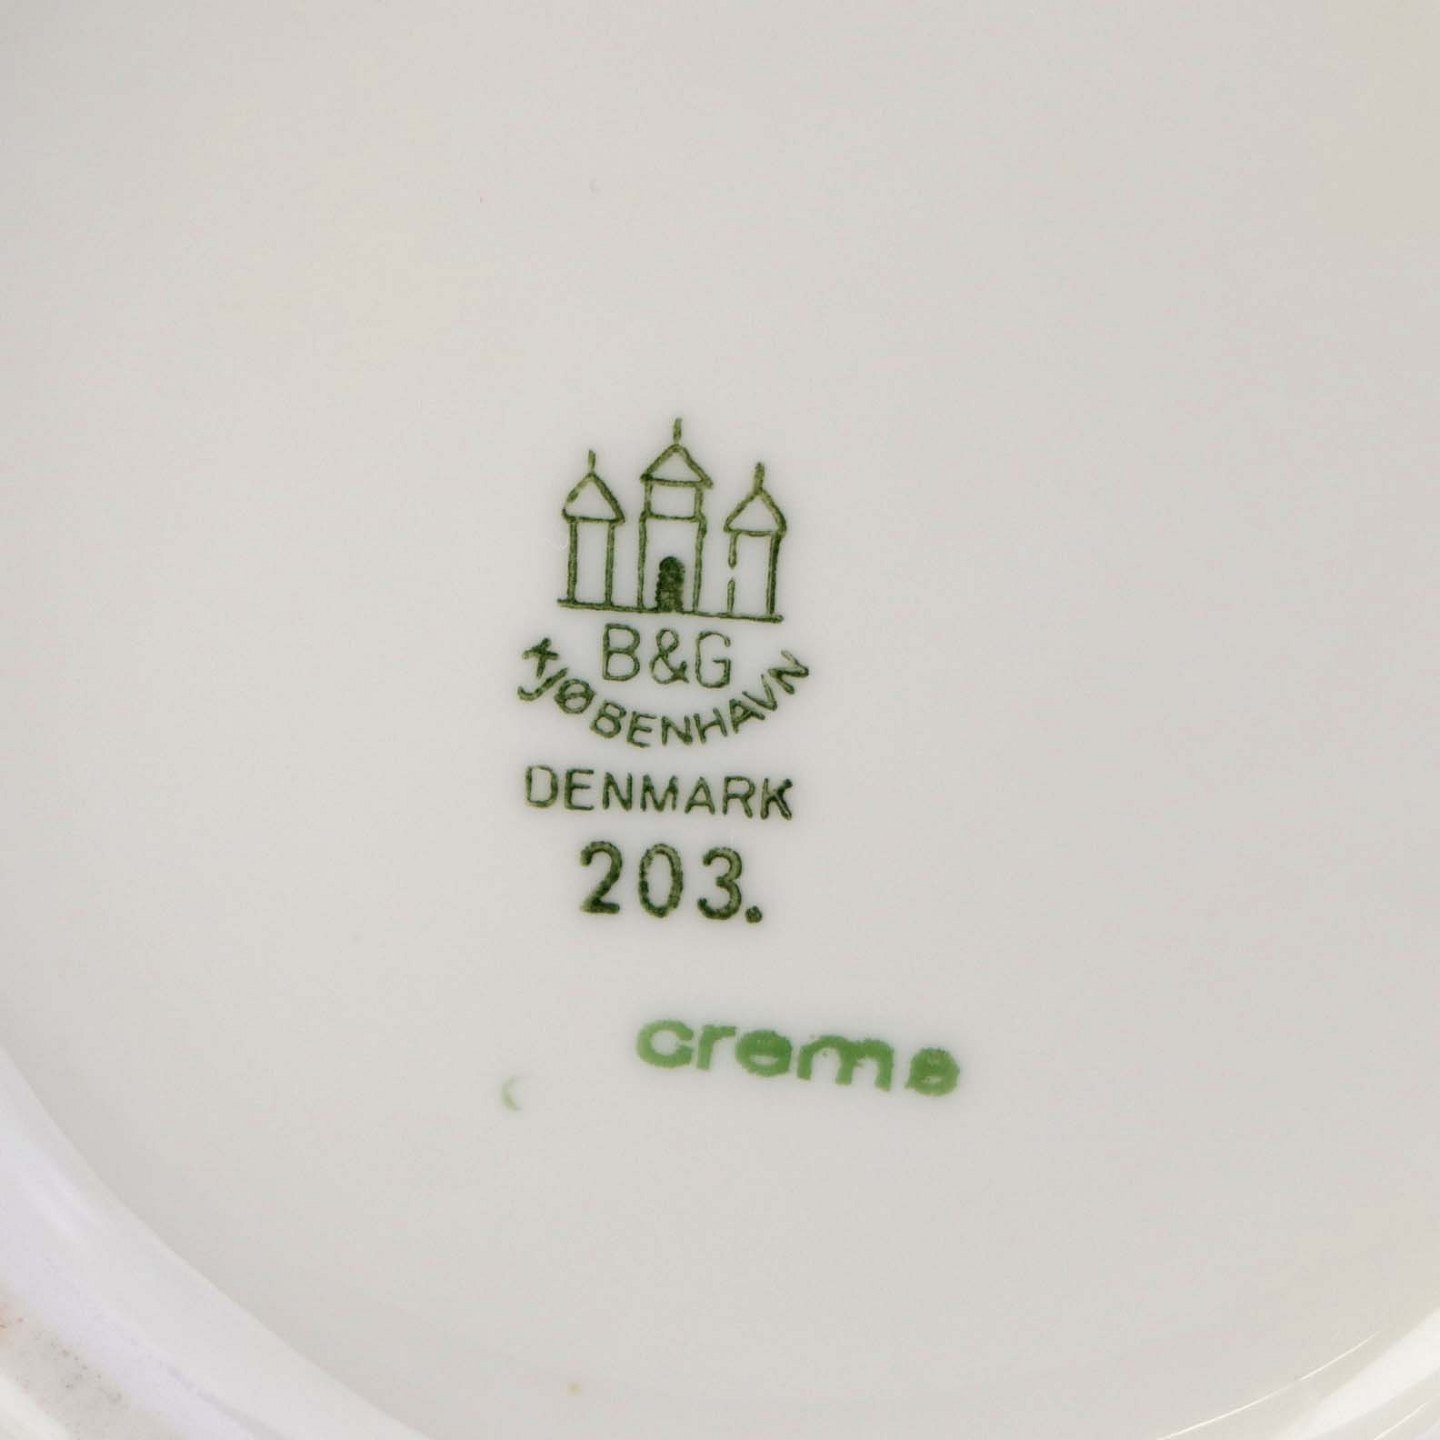 B&G
KJØBENHAVN
DENMARK
203.
creme